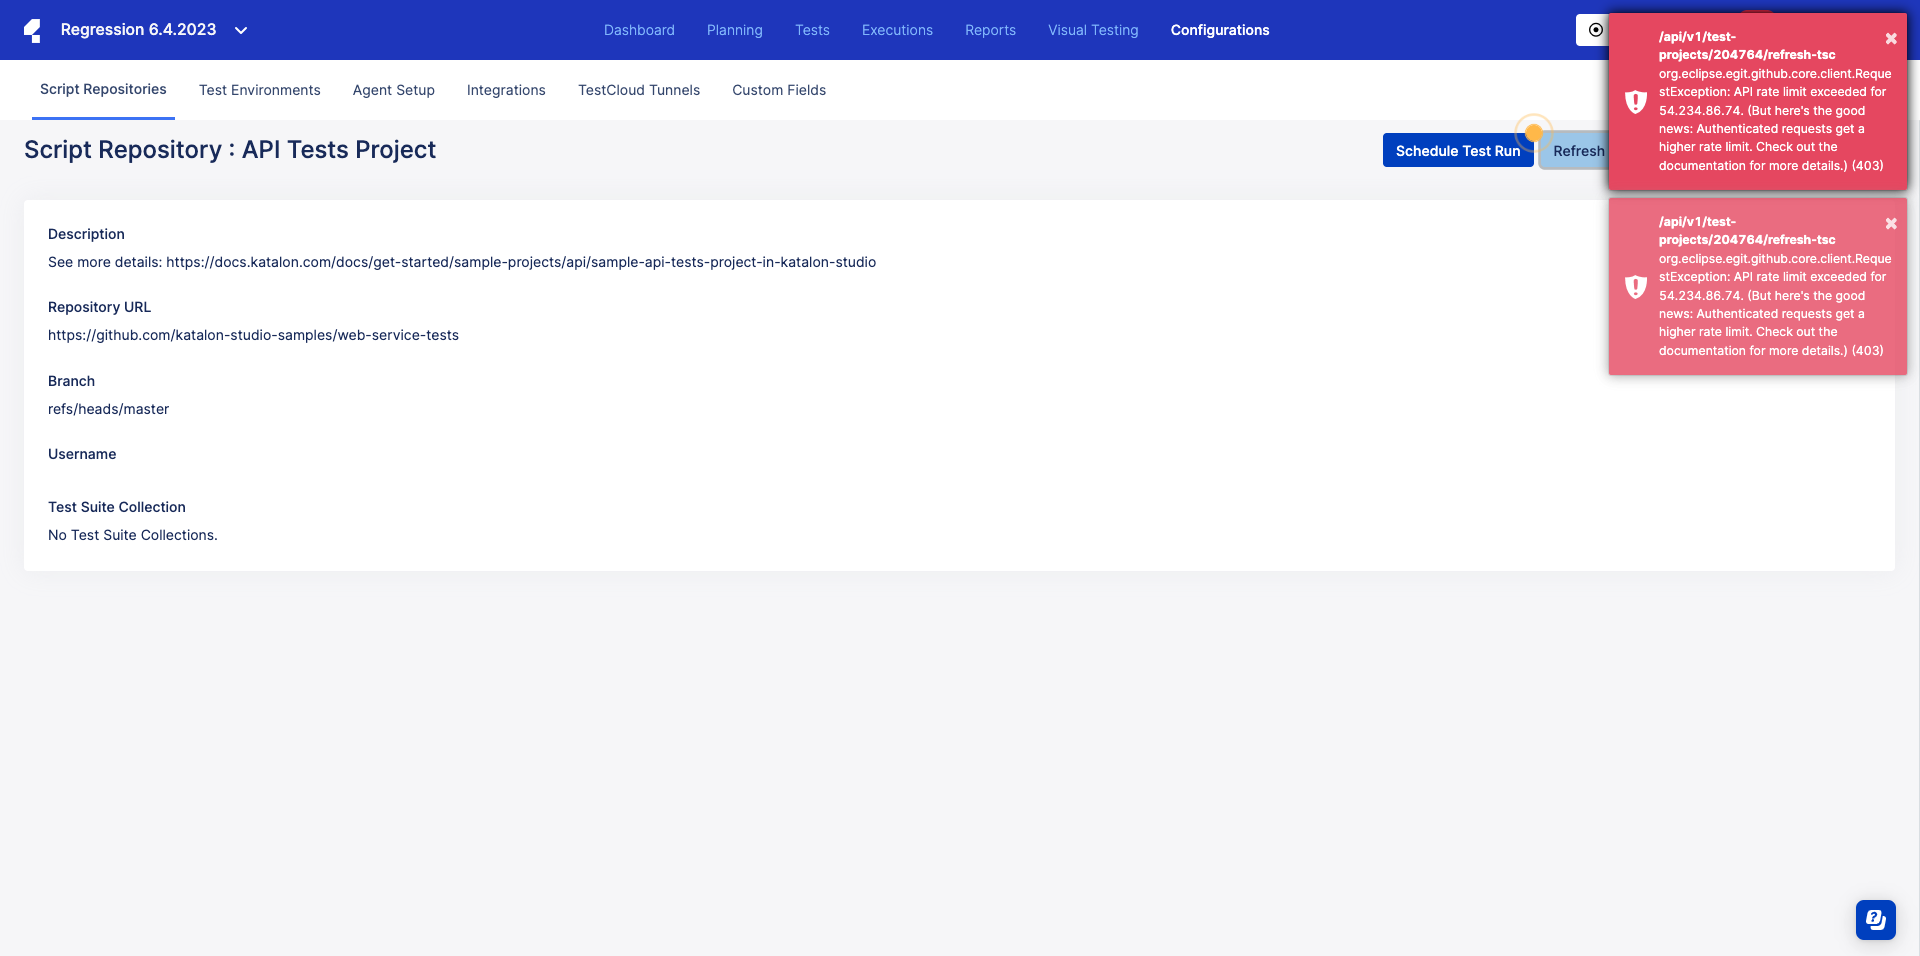 Regression 6.4.2023
Dashboard
Planning
Tests
Executions
Reports
Visual Testing
Configurations
Script Repositories
Test Environments
Agent Setup
Integrations
TestCloud Tunnels
Custom Fields
Script Repository : API Tests Project
Schedule Test Run
Refresh
/api/v1/test-
projects/204764/refresh-tsc
org.eclipse.egit.github.core.client.Reque
stException: API rate limit exceeded for
54.234.86.74. (But here's the good
news: Authenticated requests get a
higher rate limit. Check out the
documentation for more details.) (403)
/api/v1/test-
projects/204764/refresh-tsc
org.eclipse.egit.github.core.client.Reque
stException: API rate limit exceeded for
54.234.86.74. (But here's the good
news: Authenticated requests get a
higher rate limit. Check out the
documentation for more details.) (403)
Description
See more details: https://docs.katalon.com/docs/get-started/sample-projects/api/sample-api-tests-project-in-katalon-studio
Repository URL
https://github.com/katalon-studio-samples/web-service-tests
Branch
refs/heads/master
Username
Test Suite Collection
No Test Suite Collections.